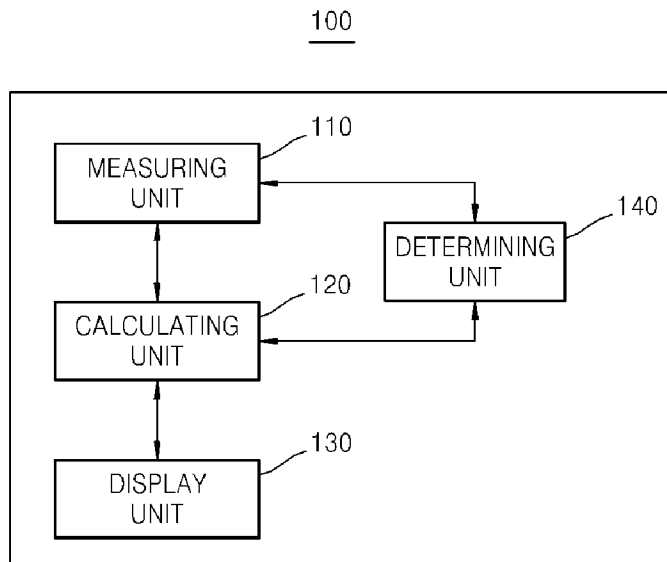 100
110
MEASURING
UNIT
140
DETERMINING
UNIT
120
CALCULATING
UNIT
130
DISPLAY
UNIT